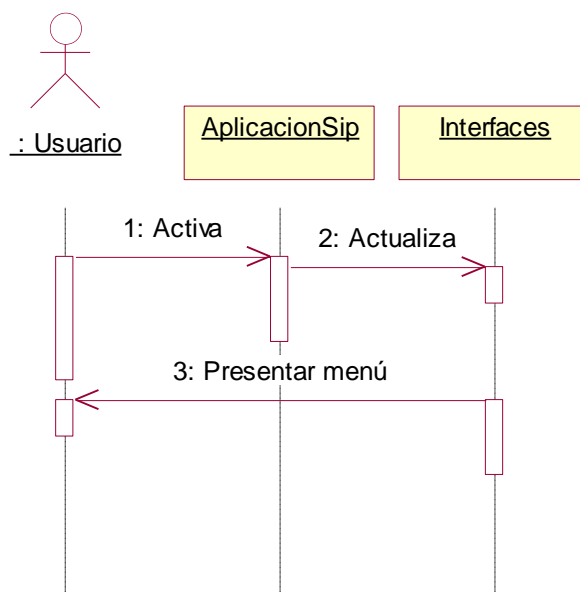 _ : Usuario
AplicacionSip
Interfaces
1: Activa
2: Actualiza
3: Presentar menú